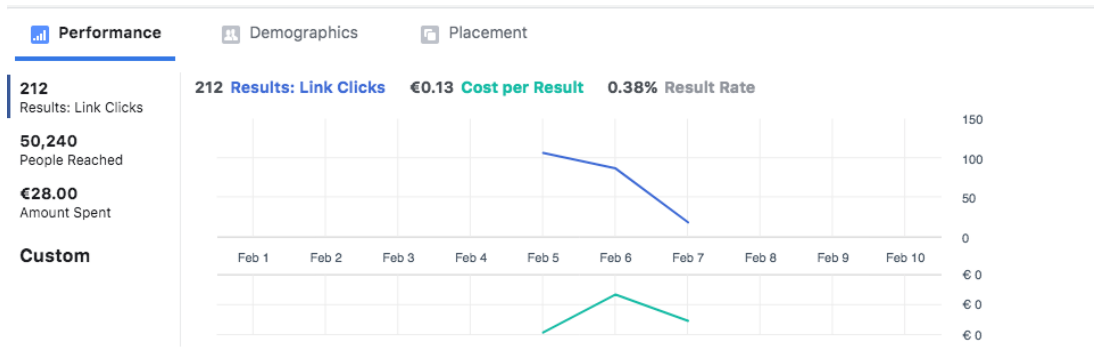 Performance Demographics Placement
212
Results: Link Clicks
50,240
People Reached
€28.00
Amount Spent
Custom
212 Results: Link Clicks €0.13 Cost per Result 0.38% Result Rate
150
100
50
0
Feb 1 Feb 2 Feb 3 Feb 4 Feb 5 Feb 6 Feb 7 Feb 8 Feb 9 Feb 10
€ 0
€ 0
€ 0